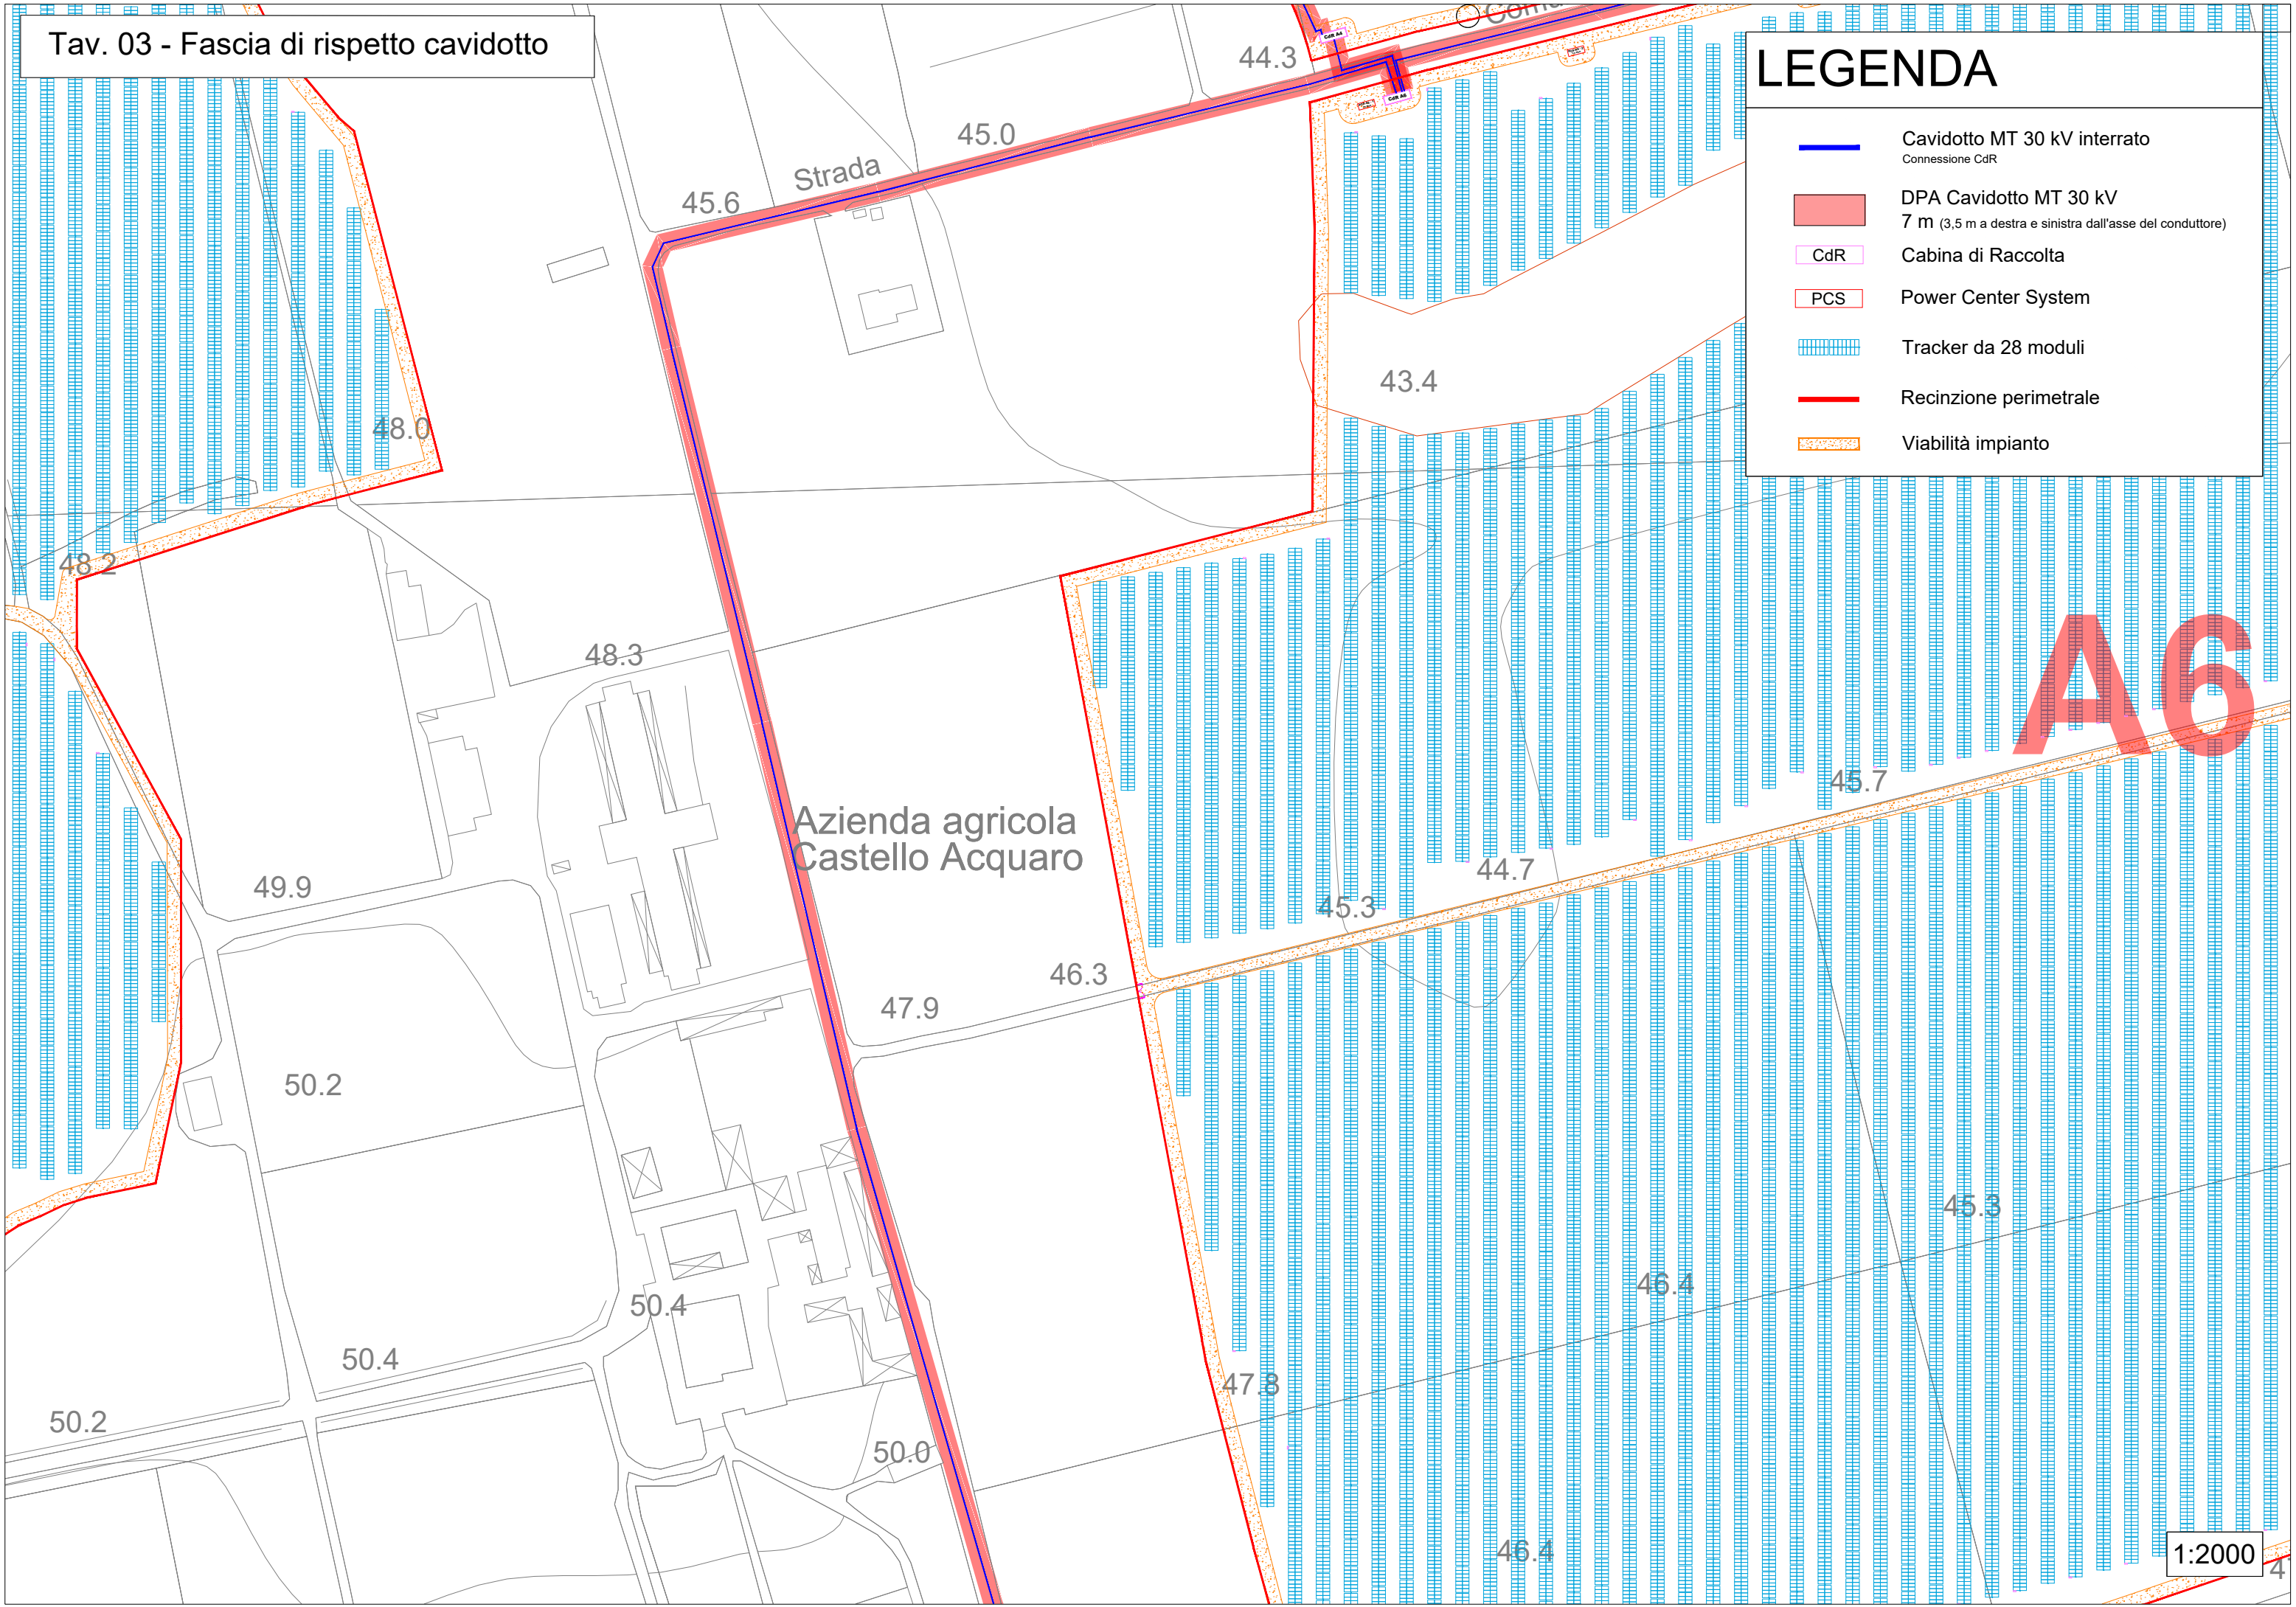 Tav. 03 - Fascia di rispetto cavidotto
CdR A4
44.3
CdR A6
45.0
Strada
45.6
LEGENDA
Cavidotto MT 30 kV interrato
Connessione CdR
DPA Cavidotto MT 30 kV
7 m (3,5 m a destra e sinistra dall'asse del conduttore)
CdR Cabina di Raccolta
PCS Power Center System
Tracker da 28 moduli
Recinzione perimetrale
Viabilità impianto
43.4
48.0
48.2
48.3
A6
45.7
Azienda agricola
Castello Acquaro
44.7
49.9
45.3
46.3
47.9
50.2
45.3
46.4
50.4
50.4
47.8
50.2
50.0
46.4
1:2000
4